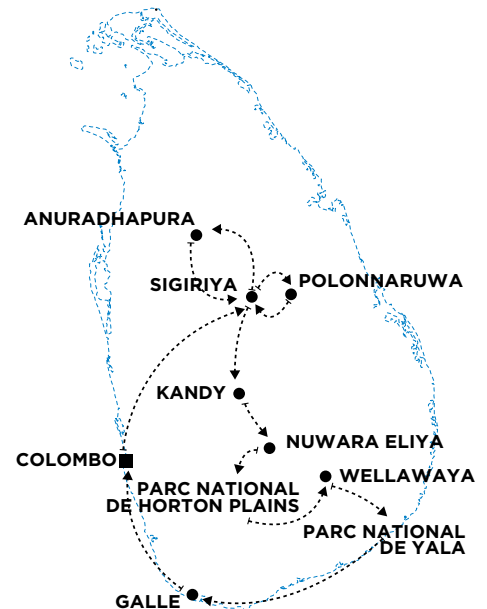 ANURADHAPURA
SIGIRIYA
POLONNARUWA
KANDY
NUWARA ELIYA
COLOMBO
WELLAWAYA
PARC NATIONAL
DE HORTON PLAINS
PARC NATIONAL
DE YALA
GALLE